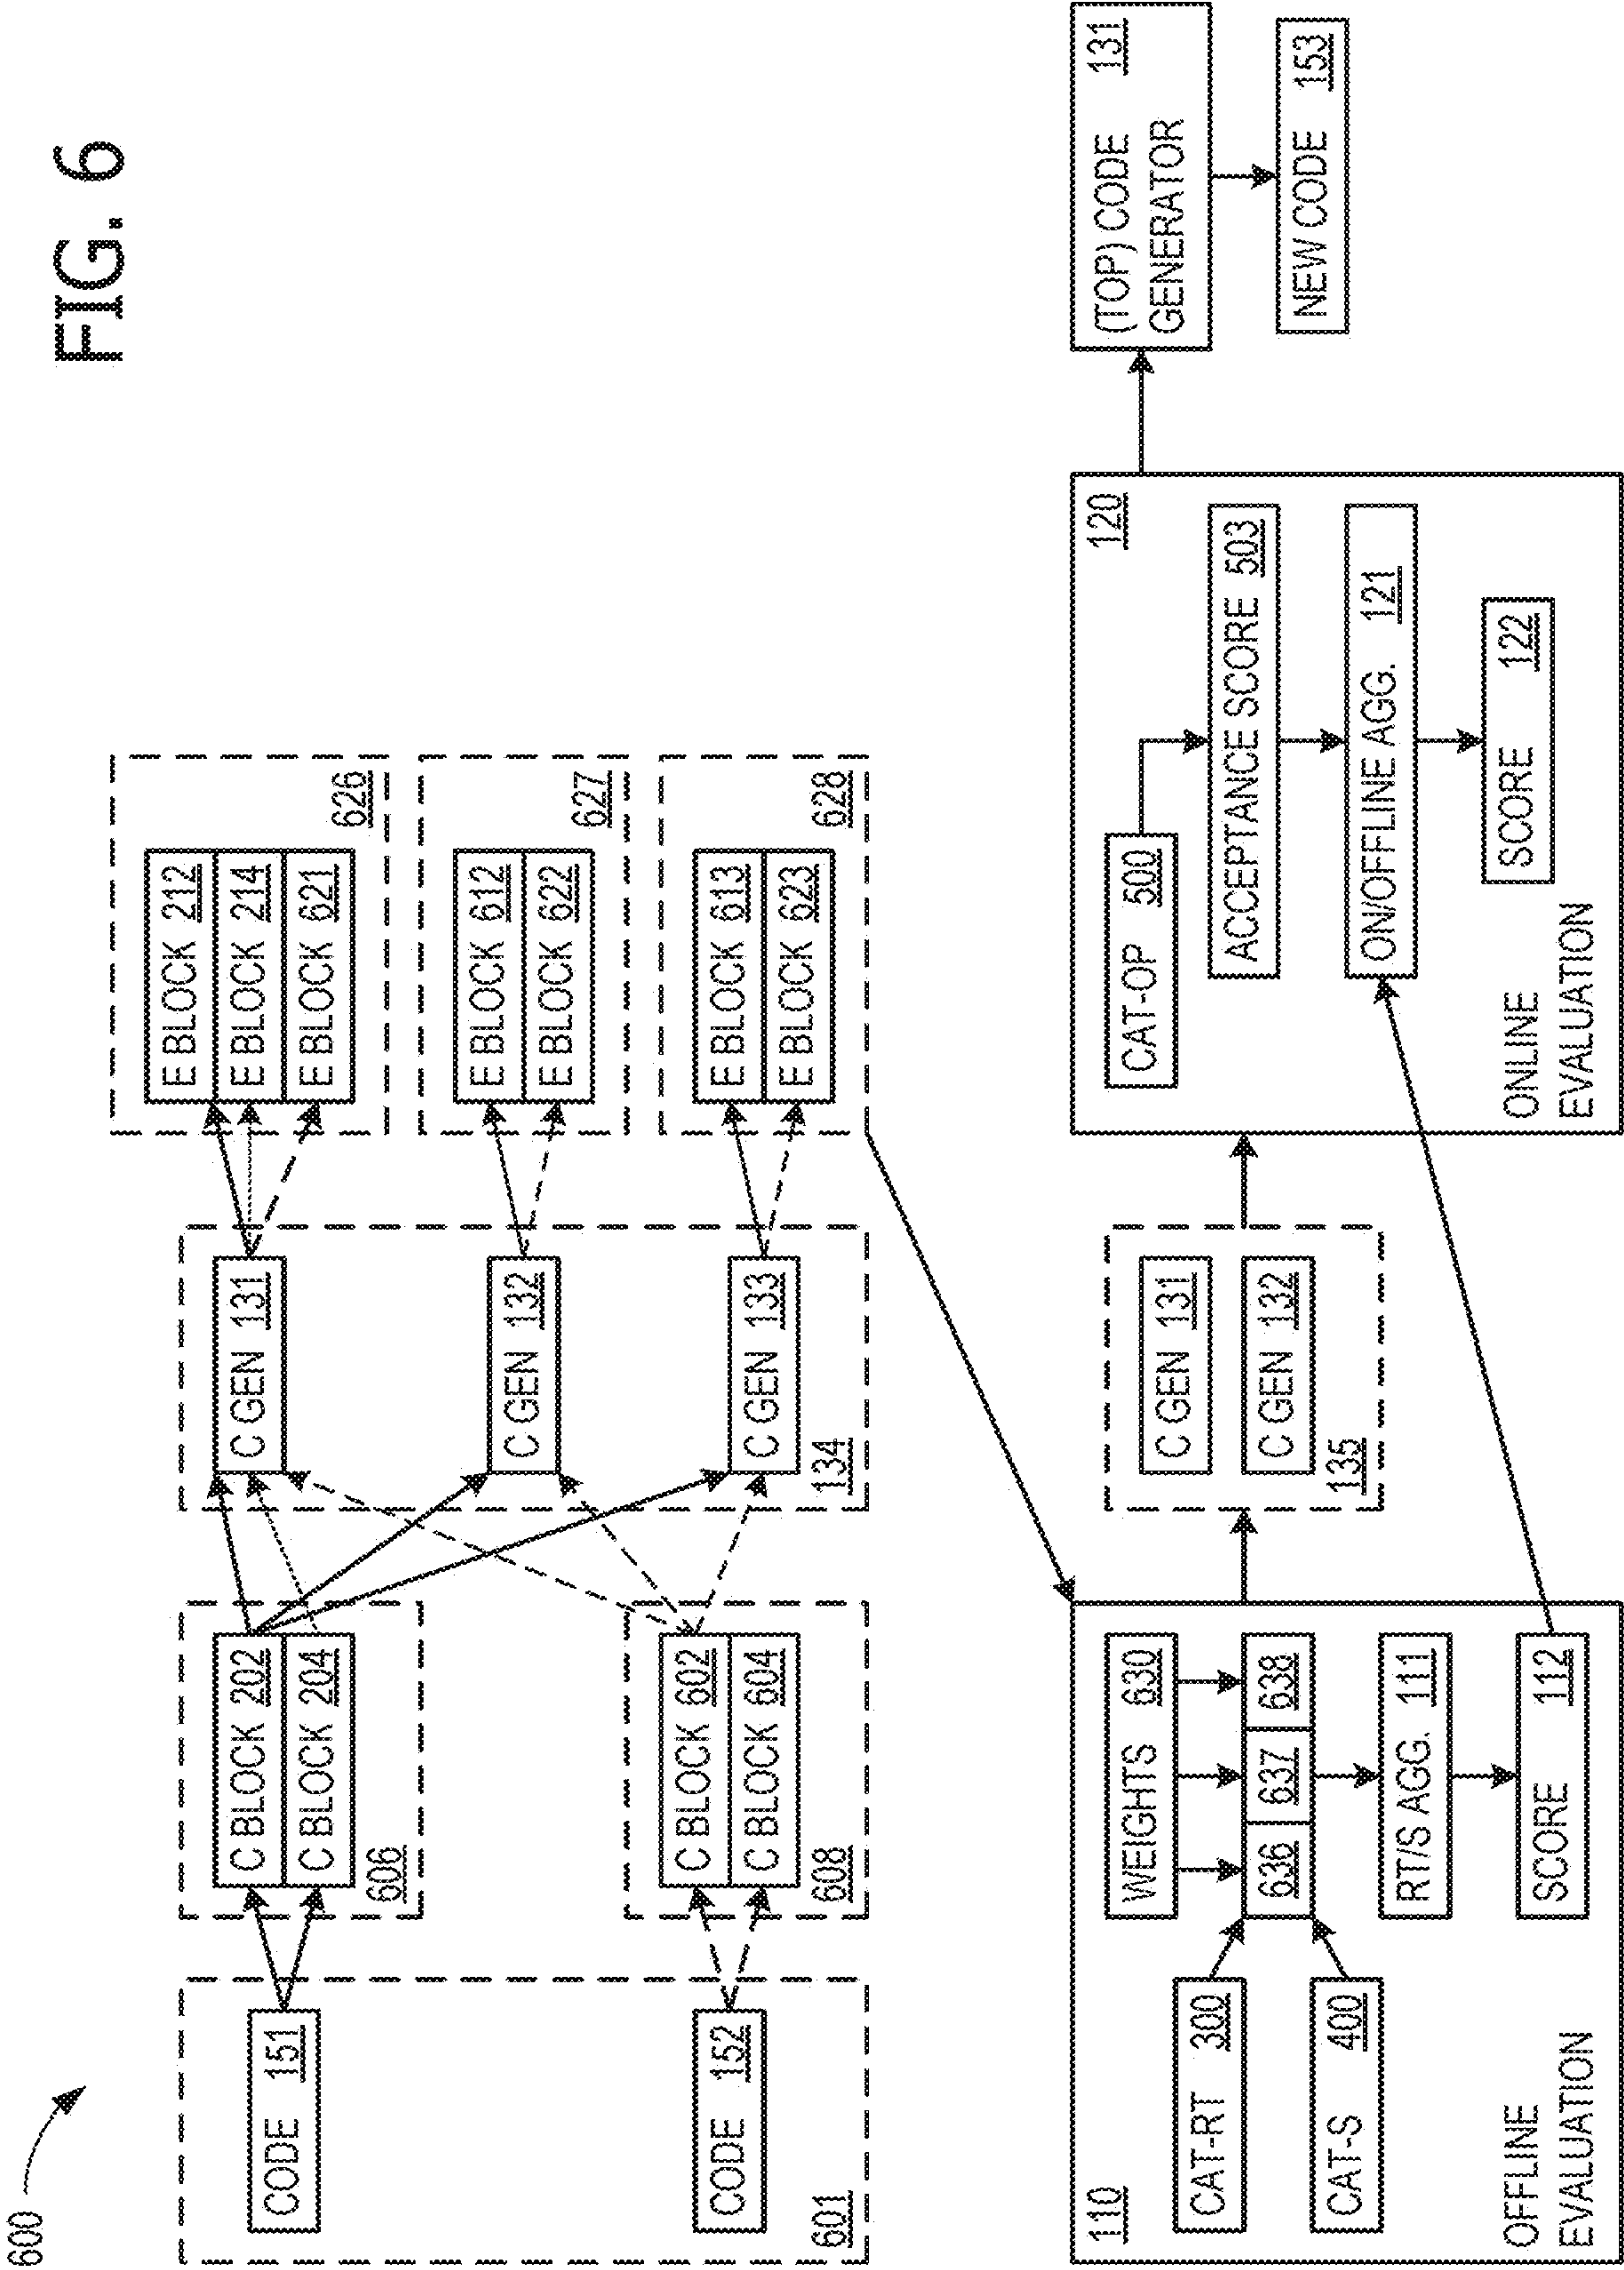 FIG. 6
600
CODE 151
CODE 152
601
C BLOCK 202
C BLOCK 204
606
C BLOCK 602
C BLOCK 604
608
C GEN 131
C GEN 132
C GEN 133
134
E BLOCK 212
E BLOCK 214
E BLOCK 621
626
E BLOCK 612
E BLOCK 622
627
E BLOCK 613
E BLOCK 623
628
110
CAT-RT 300
CAT-S 400
WEIGHTS 630
636 637 638
RT/S AGG. 111
SCORE 112
OFFLINE
EVALUATION
C GEN 131
C GEN 132
135
120
CAT-OP 500
ACCEPTANCE SCORE 503
ON/OFFLINE AGG. 121
SCORE 122
ONLINE
EVALUATION
(TOP) CODE 131
GENERATOR
NEW CODE 153